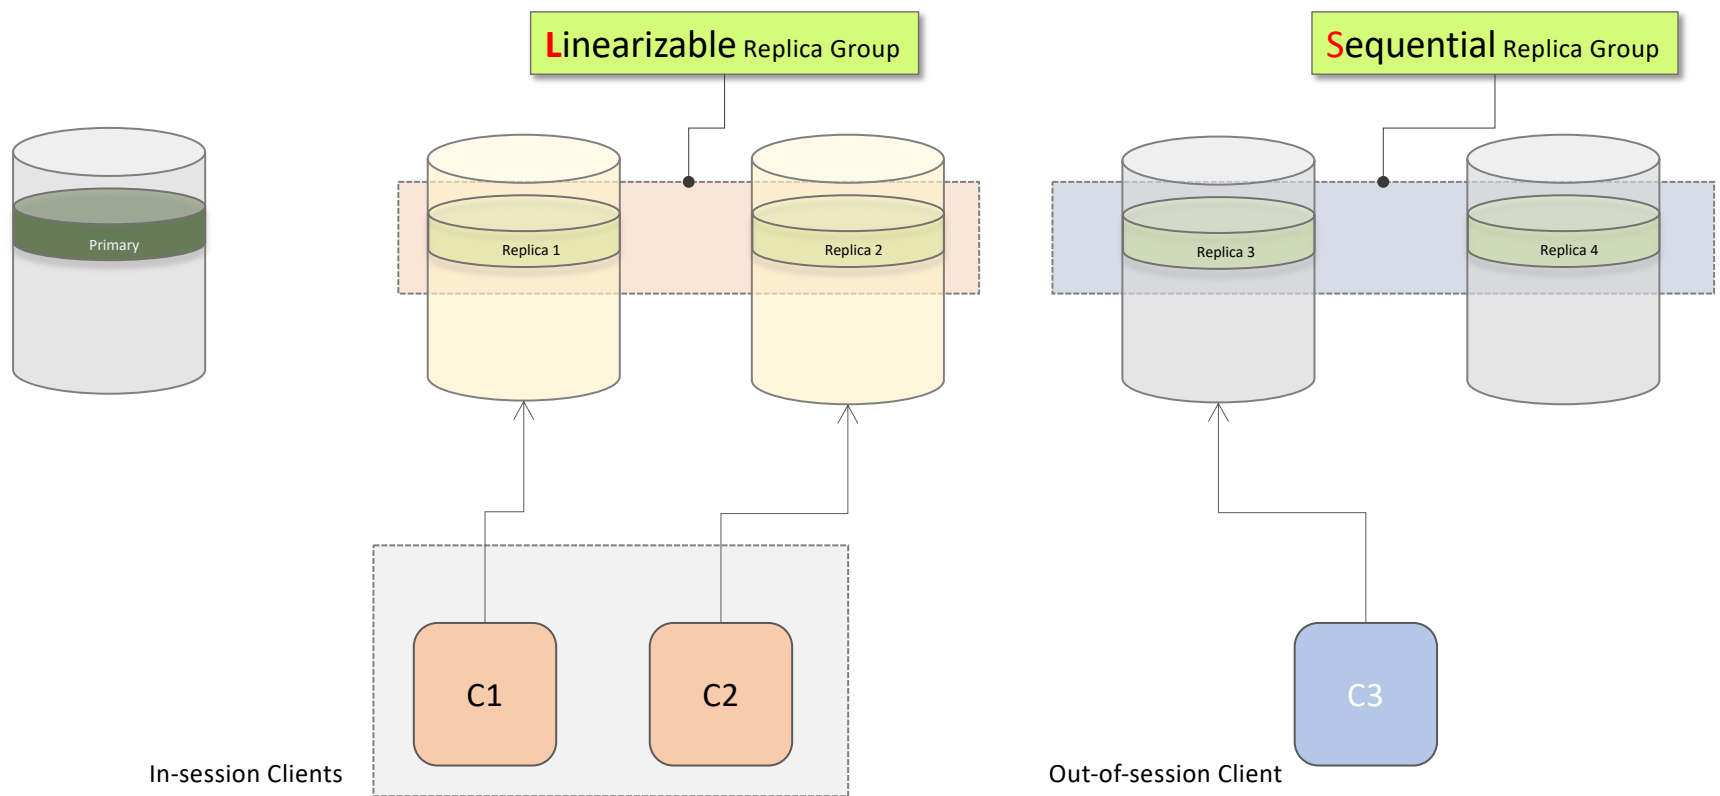 Linearizable Replica Group
Sequential Replica Group
Primary
Replica 1
Replica 2
Replica 3
Replica 4
C1
C2
C3
In-session Clients
Out-of-session Client